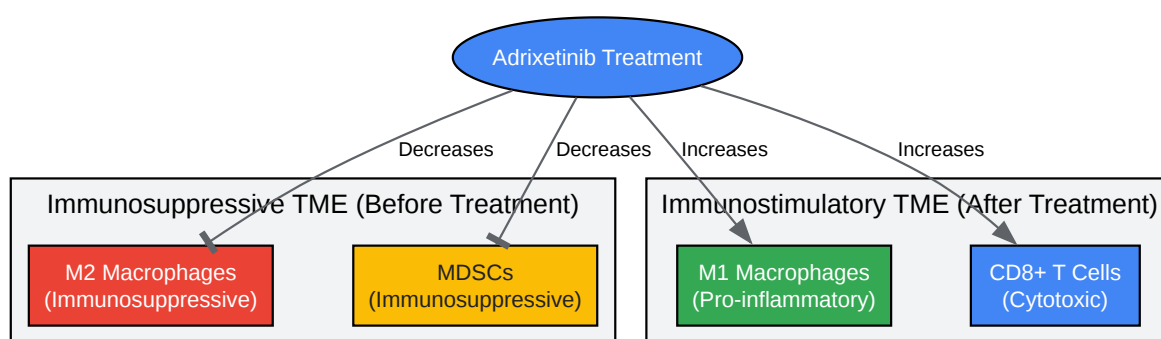 Adrixetinib Treatment
Decreases
Decreases
Increases
Increases
Immunosuppressive TME (Before Treatment)
M2 Macrophages
(Immunosuppressive)
MDSCs
(Immunosuppressive)
Immunostimulatory TME (After Treatment)
M1 Macrophages
(Pro-inflammatory)
CD8+ T Cells
(Cytotoxic)